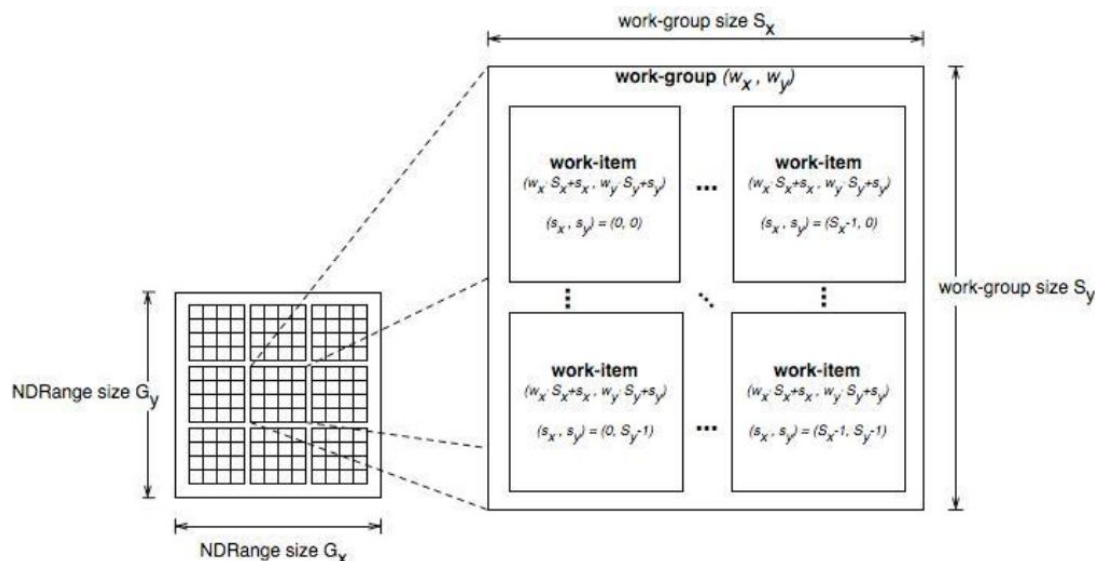 work-group size Sx
work-group (wx , wy)
work-item
(wx· Sx+sx , wy· Sy+sy)
(sx , sy) = (0, 0)
...
work-item
(wx· Sx+sx , wy· Sy+sy)
(sx , sy) = (Sx-1, 0)
work-group size Sy
work-item
(wx· Sx+sx , wy· Sy+sy)
(sx , sy) = (0, Sy-1)
...
work-item
(wx· Sx+sx , wy· Sy+sy)
(sx , sy) = (Sx-1, Sy-1)
NDRange size Gy
NDRange size Gx